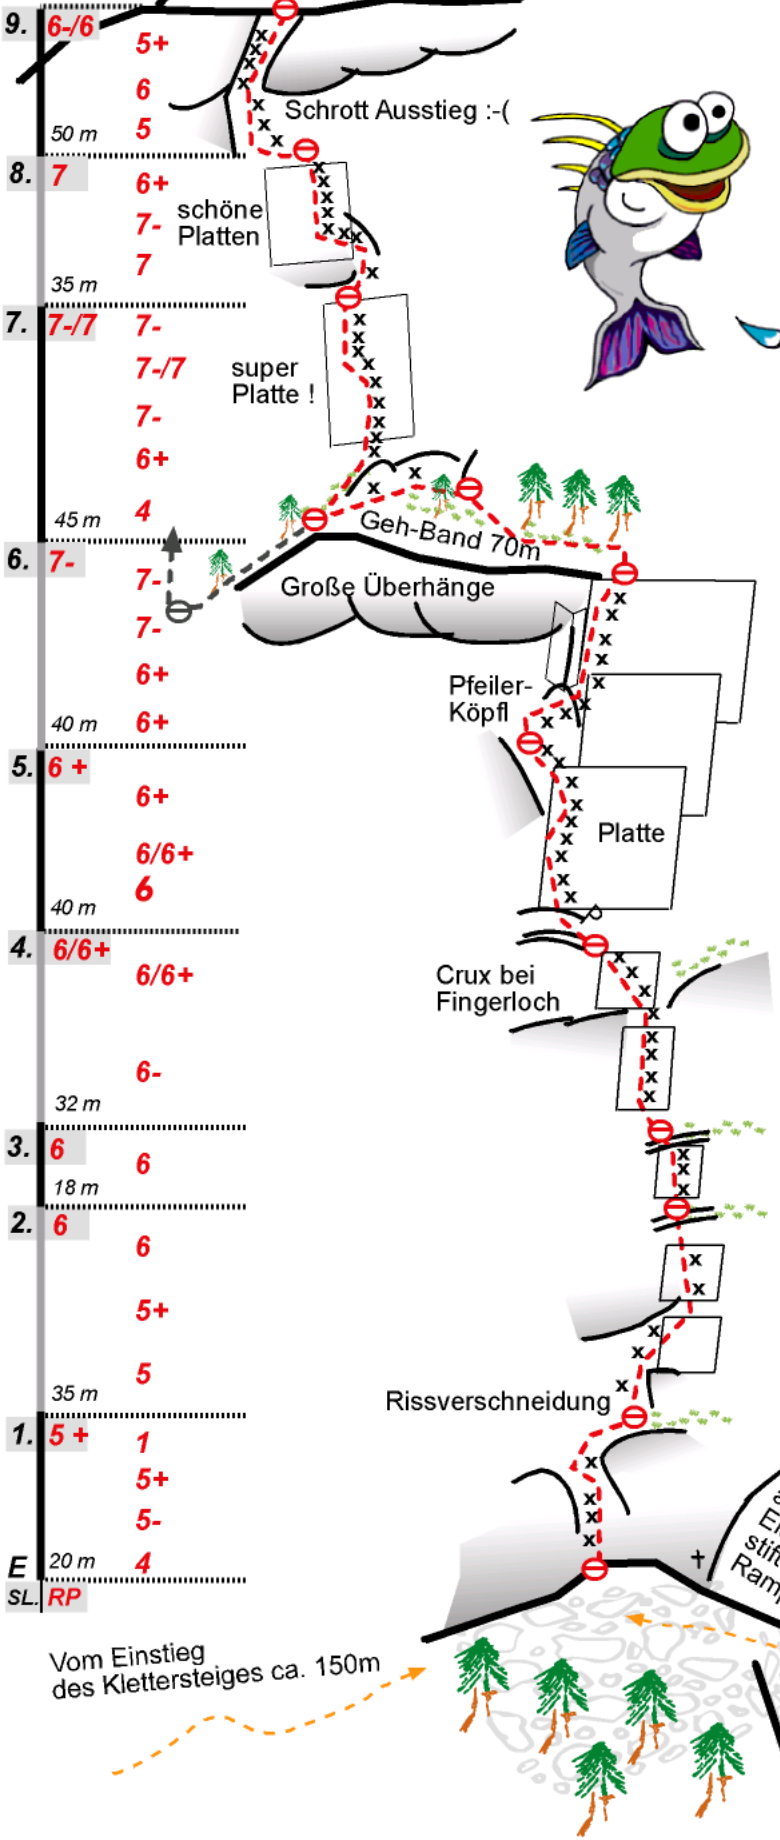 9. 6-/6
5+
6
5
50 m
Schrott Ausstieg :-(
8. 7
6+
7-
7
35 m
schöne
Platten
7. 7-/7
7-
7-/7
7-
6+
4
45 m
super
Platte !
Geh-Band 70m
6. 7-
7-
7-
6+
6+
40 m
Große Überhänge
Pfeiler-
Köpfl
5. 6 +
6+
6/6+
6
40 m
Platte
4. 6/6+
6/6+
6-
32 m
Crux bei
Fingerloch
3. 6
6
18 m
2. 6
6
5+
5
35 m
Rissverschneidung
1. 5 +
1
5+
5-
4
E 20 m
SL. RP
Vom Einstieg
des Klettersteiges ca. 150m